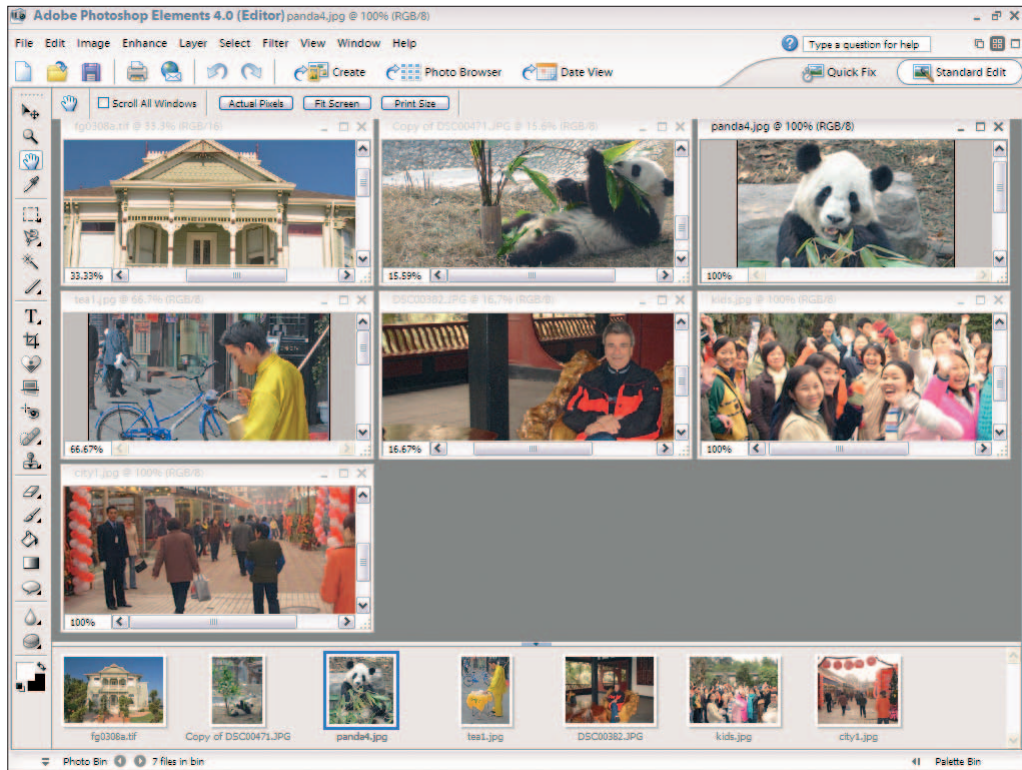 Adobe Photoshop Elements 4.0 (Editor) panda4.jpg @ 100% (RGB/8)
File Edit Image Enhance Layer Select Filter View Window Help
Type a question for help
Create Photo Browser Date View Quick Fix Standard Edit
Scroll All Windows Actual Pixels Fit Screen Print Size
fg0308a.tif @ 33.3% (RGB/16) Copy of DSC00471.JPG @ 15.6% (RGB/8) panda4.jpg @ 100% (RGB/8)
33.33% 15.59% 100%
tea1.jpg @ 66.7% (RGB/8) DSC00382.JPG @ 16.7% (RGB/8) kids.jpg @ 100% (RGB/8)
66.67% 16.67% 100%
city1.jpg @ 100% (RGB/8)
100%
fg0308a.tif Copy of DSC00471.JPG panda4.jpg tea1.jpg DSC00382.JPG kids.jpg city1.jpg
Photo Bin 7 files in bin Palette Bin